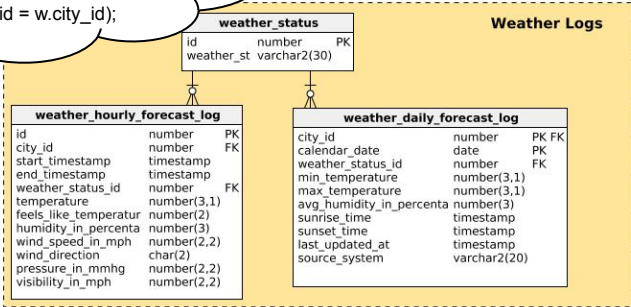 id = w.city_id);
Weather Logs
weather_status
id number PK
weather_st varchar2(30)
weather_hourly_forecast_log
id number PK
city_id number FK
start_timestamp timestamp
end_timestamp timestamp
weather_status_id number FK
temperature number(3,1)
feels_like_temperatur number(2)
humidity_in_percenta number(3)
wind_speed_in_mph number(2,2)
wind_direction char(2)
pressure_in_mmhg number(2,2)
visibility_in_mph number(2,2)
weather_daily_forecast_log
city_id number PK FK
calendar_date date PK
weather_status_id number FK
min_temperature number(3,1)
max_temperature number(3,1)
avg_humidity_in_percenta number(3)
sunrise_time timestamp
sunset_time timestamp
last_updated_at timestamp
source_system varchar2(20)